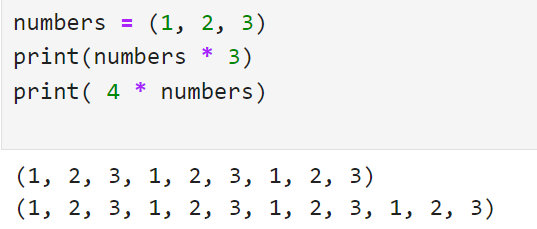 numbers = (1, 2, 3)
print(numbers * 3)
print( 4 * numbers)
(1, 2, 3, 1, 2, 3, 1, 2, 3)
(1, 2, 3, 1, 2, 3, 1, 2, 3, 1, 2, 3)